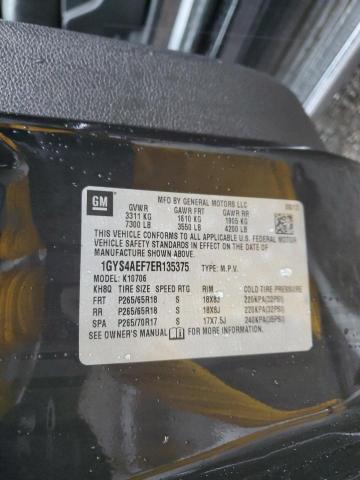 GM
MFD BY GENERAL MOTORS LLC
GVWR GAWR FRT GAWR RR
3311 KG 1610 KG 1905 KG
7300 LB 3550 LB 4200 LB
THIS VEHICLE CONFORMS TO ALL APPLICABLE U.S. FEDERAL MOTOR
VEHICLE SAFETY STANDARDS IN EFFECT ON THE DATE OF
MANUFACTURE SHOWN ABOVE.
1GYS4AEF7ER135375 TYPE: M.P.V.
MODEL: K10706
KH8Q TIRE SIZE SPEED RTG RIM COLD TIRE PRESSURE
FRT P265/65R18 S 18X8J 220KPA(32PSI)
RR P265/65R18 S 18X8J 220KPA(32PSI)
SPA P265/70R17 S 17X7.5J 240KPA(35PSI)
SEE OWNER'S MANUAL FOR MORE INFORMATION.